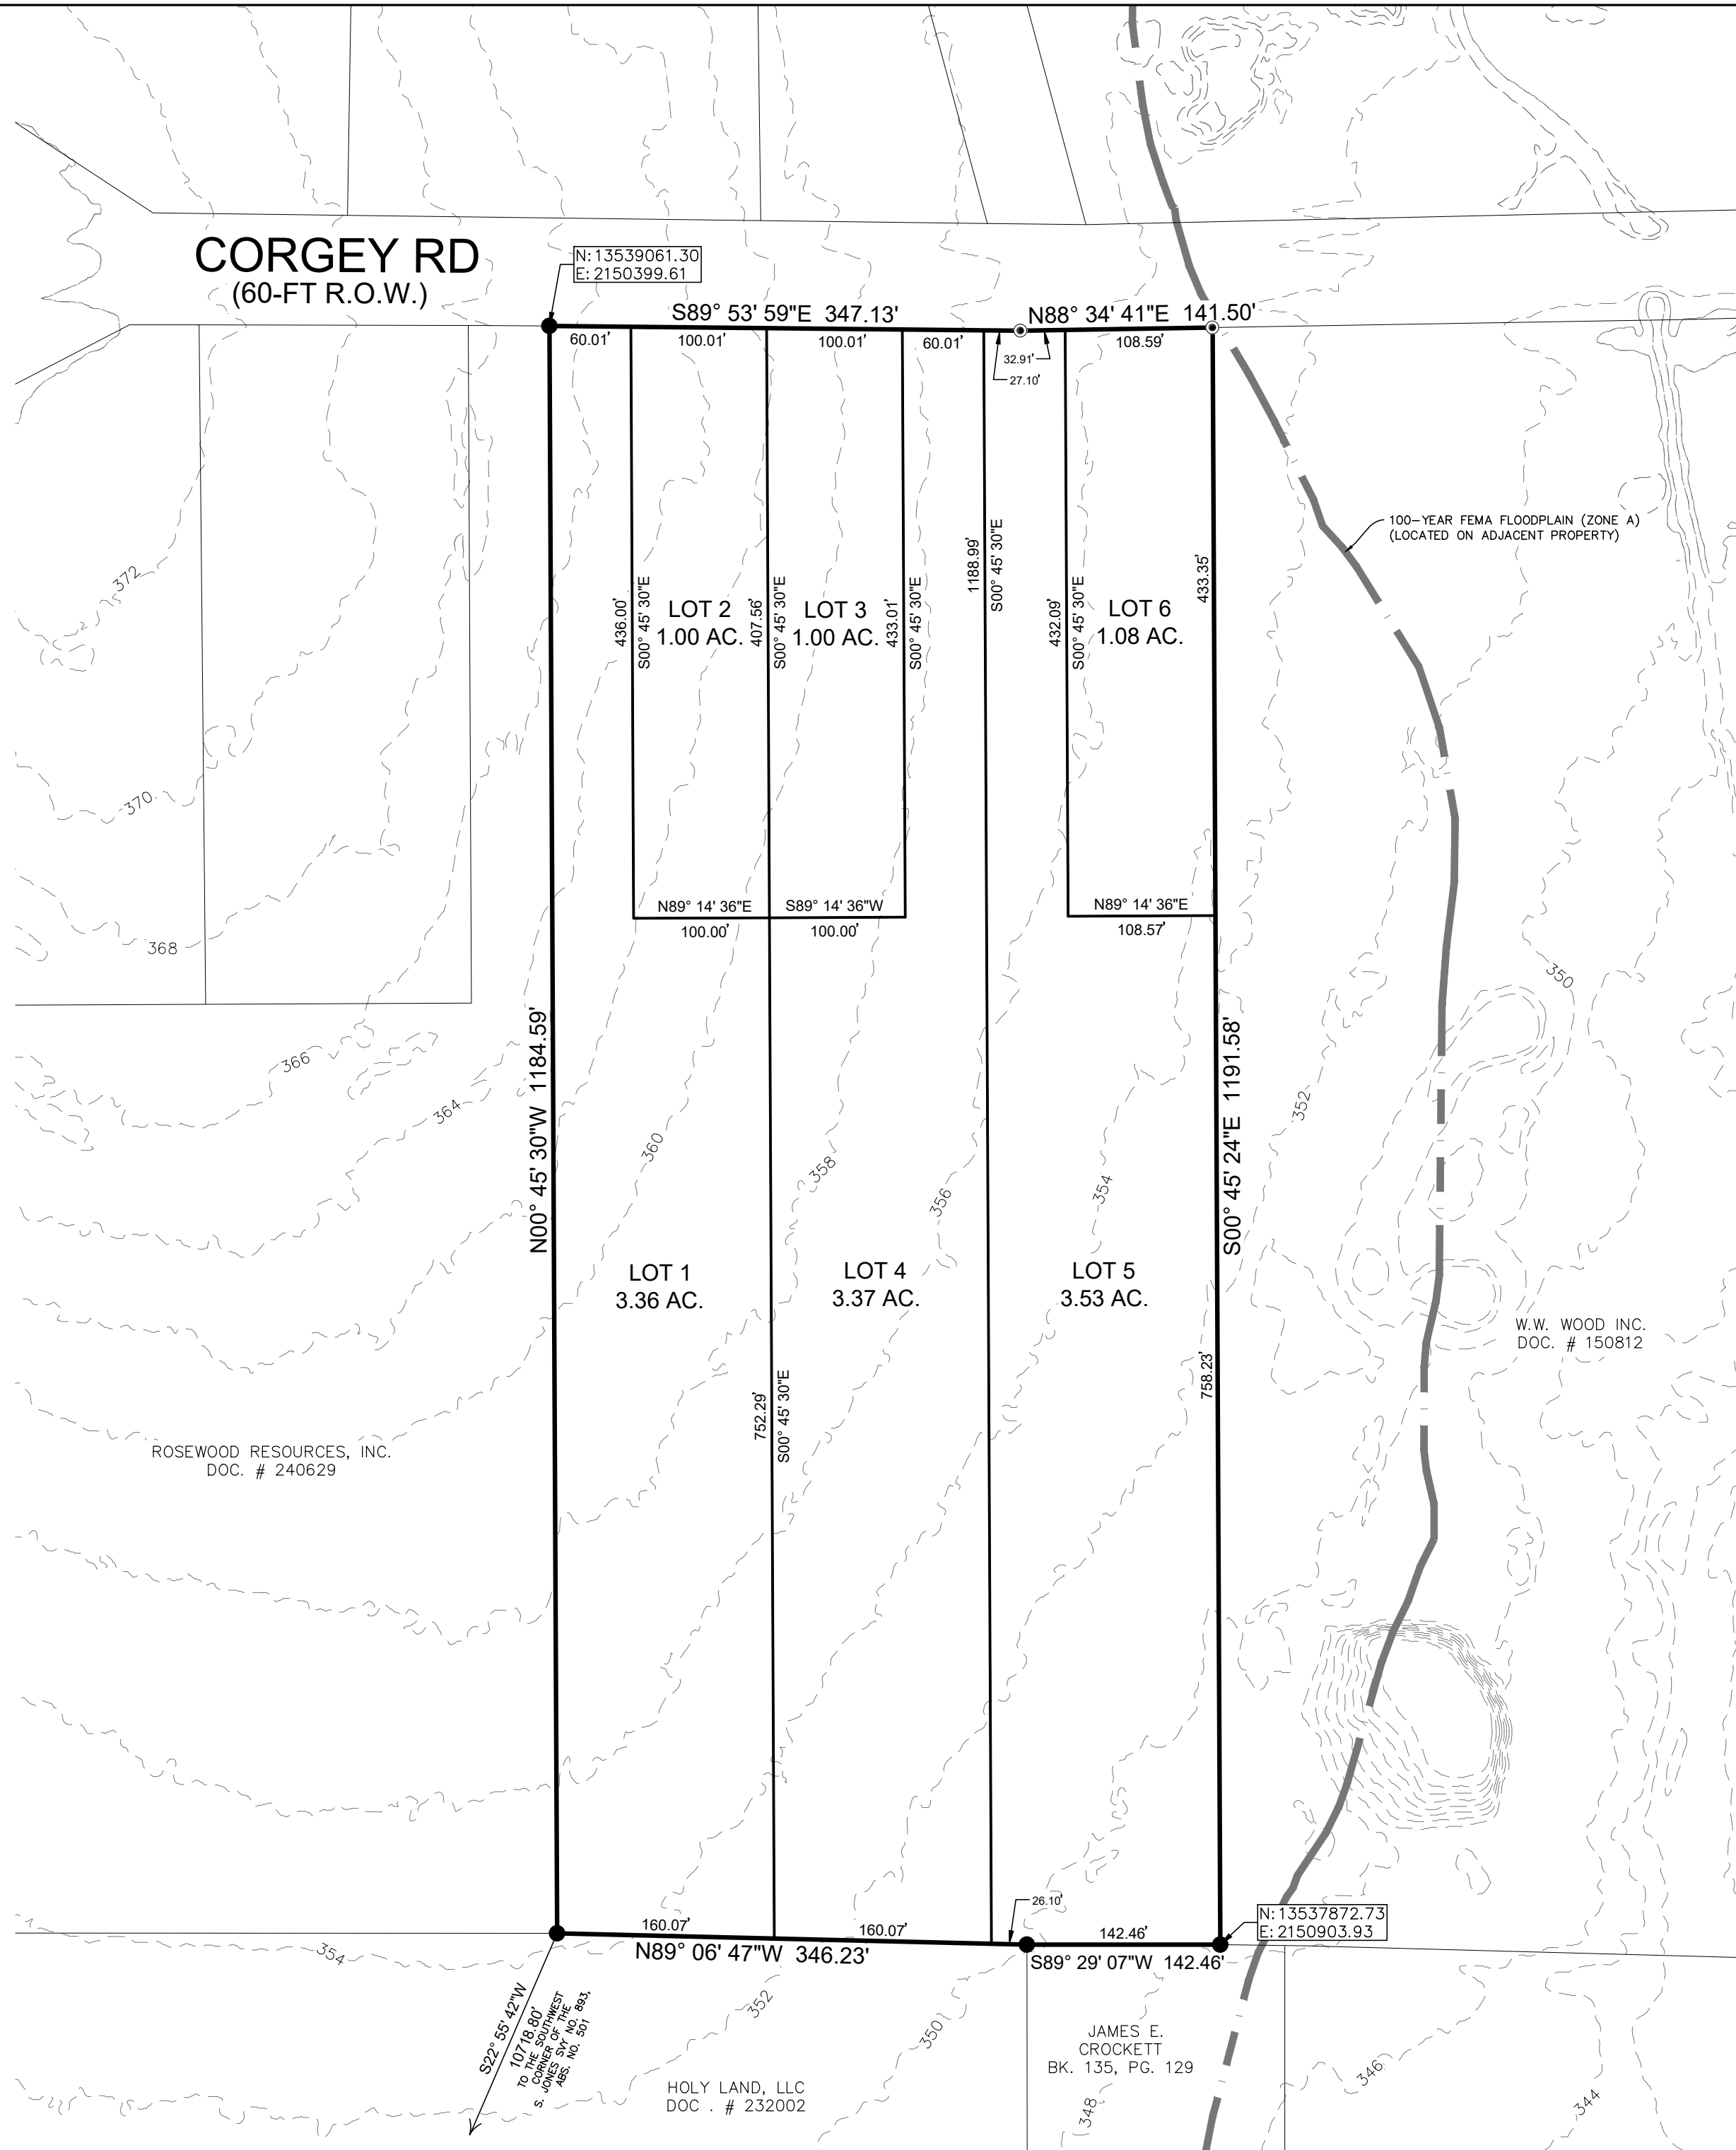 CORGEY RD
(60-FT R.O.W.)
N: 13539061.30
E: 2150399.61
S89° 53' 59"E 347.13'
N88° 34' 41"E 141.50'
60.01'
100.01'
100.01'
60.01'
32.91'
27.10'
108.59'
100-YEAR FEMA FLOODPLAIN (ZONE A)
(LOCATED ON ADJACENT PROPERTY)
436.00'
S00° 45' 30"E
LOT 2
1.00 AC.
407.56'
S00° 45' 30"E
LOT 3
1.00 AC.
433.01'
S00° 45' 30"E
1188.99'
S00° 45' 30"E
432.09'
S00° 45' 30"E
LOT 6
1.08 AC.
433.35'
372
370
368
366
364
N89° 14' 36"E
100.00'
S89° 14' 36"W
100.00'
N89° 14' 36"E
108.57'
350
N00° 45' 30"W 1184.59'
S00° 45' 24"E 1191.58'
360
358
356
354
352
LOT 1
3.36 AC.
LOT 4
3.37 AC.
LOT 5
3.53 AC.
W.W. WOOD INC.
DOC. # 150812
752.29'
S00° 45' 30"E
758.23'
ROSEWOOD RESOURCES, INC.
DOC. # 240629
160.07'
160.07'
26.10'
142.46'
N: 13537872.73
E: 2150903.93
N89° 06' 47"W 346.23'
S89° 29' 07"W 142.46'
354
S22° 55' 42"W
10718.80'
TO THE SOUTHWEST
CORNER OF THE
S. JONES SVY NO. 893,
ABS. NO. 501
352
350
348
346
344
JAMES E.
CROCKETT
BK. 135, PG. 129
HOLY LAND, LLC
DOC . # 232002